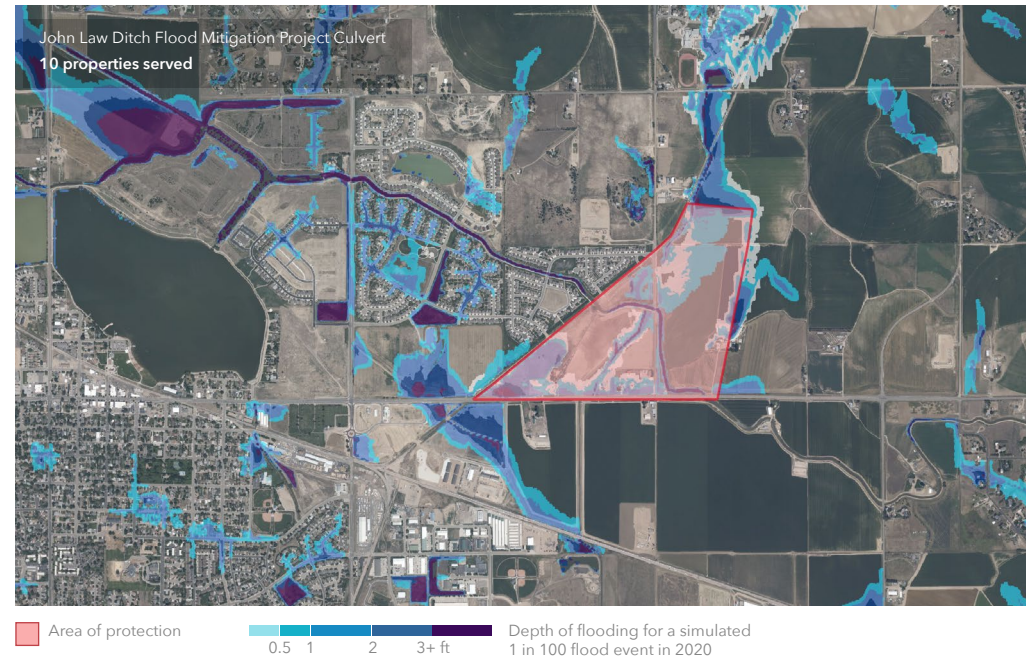 John Law Ditch Flood Mitigation Project Culvert
10 properties served
Area of protection
0.5 1 2 3+ ft
Depth of flooding for a simulated
1 in 100 flood event in 2020